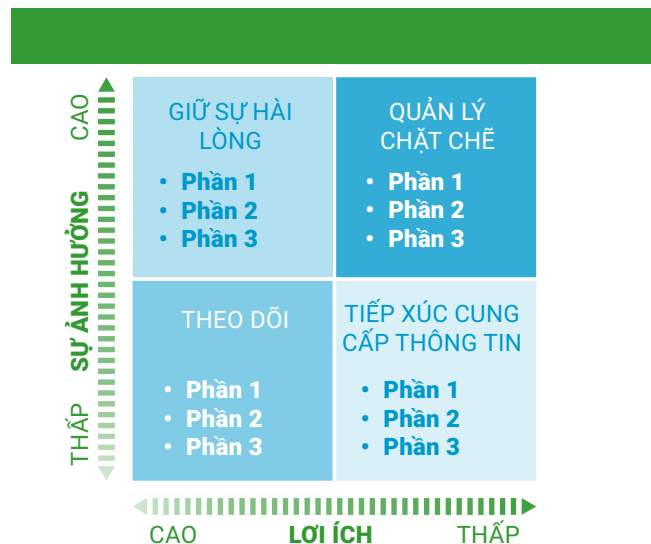 CAO
SỰ ẢNH HƯỞNG
THẤP
GIỮ SỰ HÀI
LÒNG
• Phần 1
• Phần 2
• Phần 3
QUẢN LÝ
CHẶT CHẼ
• Phần 1
• Phần 2
• Phần 3
THEO DÕI
• Phần 1
• Phần 2
• Phần 3
TIẾP XÚC CUNG
CẤP THÔNG TIN
• Phần 1
• Phần 2
• Phần 3
CAO
LỢI ÍCH
THẤP